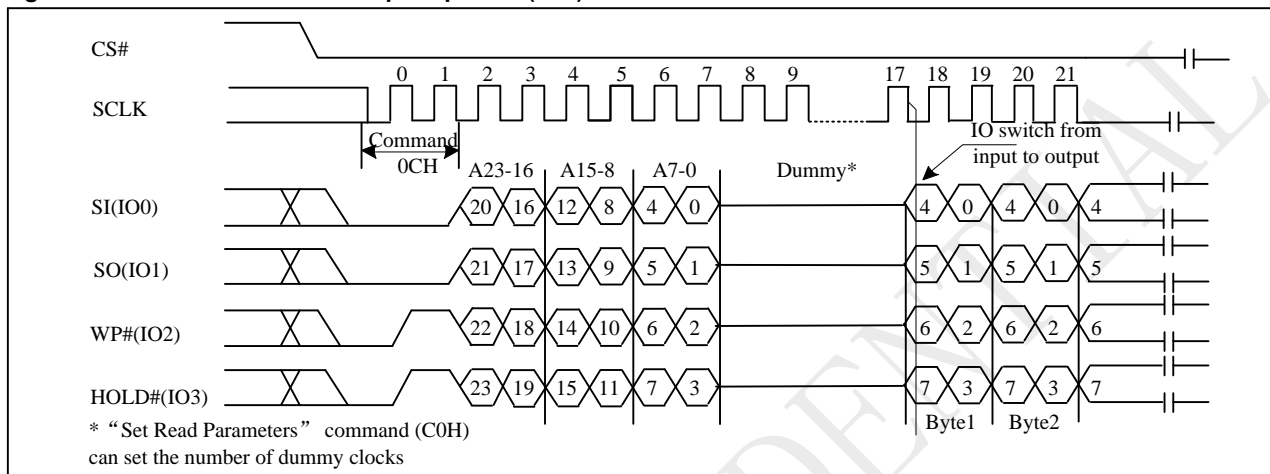 CS#
0 1 2 3 4 5 6 7 8 9 17 18 19 20 21
SCLK
Command
0CH
IO switch from
input to output
A23-16 A15-8 A7-0 Dummy*
SI(IO0) 20 16 12 8 4 0 4 0 4 0 4
SO(IO1) 21 17 13 9 5 1 5 1 5 1 5
WP#(IO2) 22 18 14 10 6 2 6 2 6 2 6
HOLD#(IO3) 23 19 15 11 7 3 7 3 7 3 7
Byte1 Byte2
* “Set Read Parameters” command (C0H)
can set the number of dummy clocks